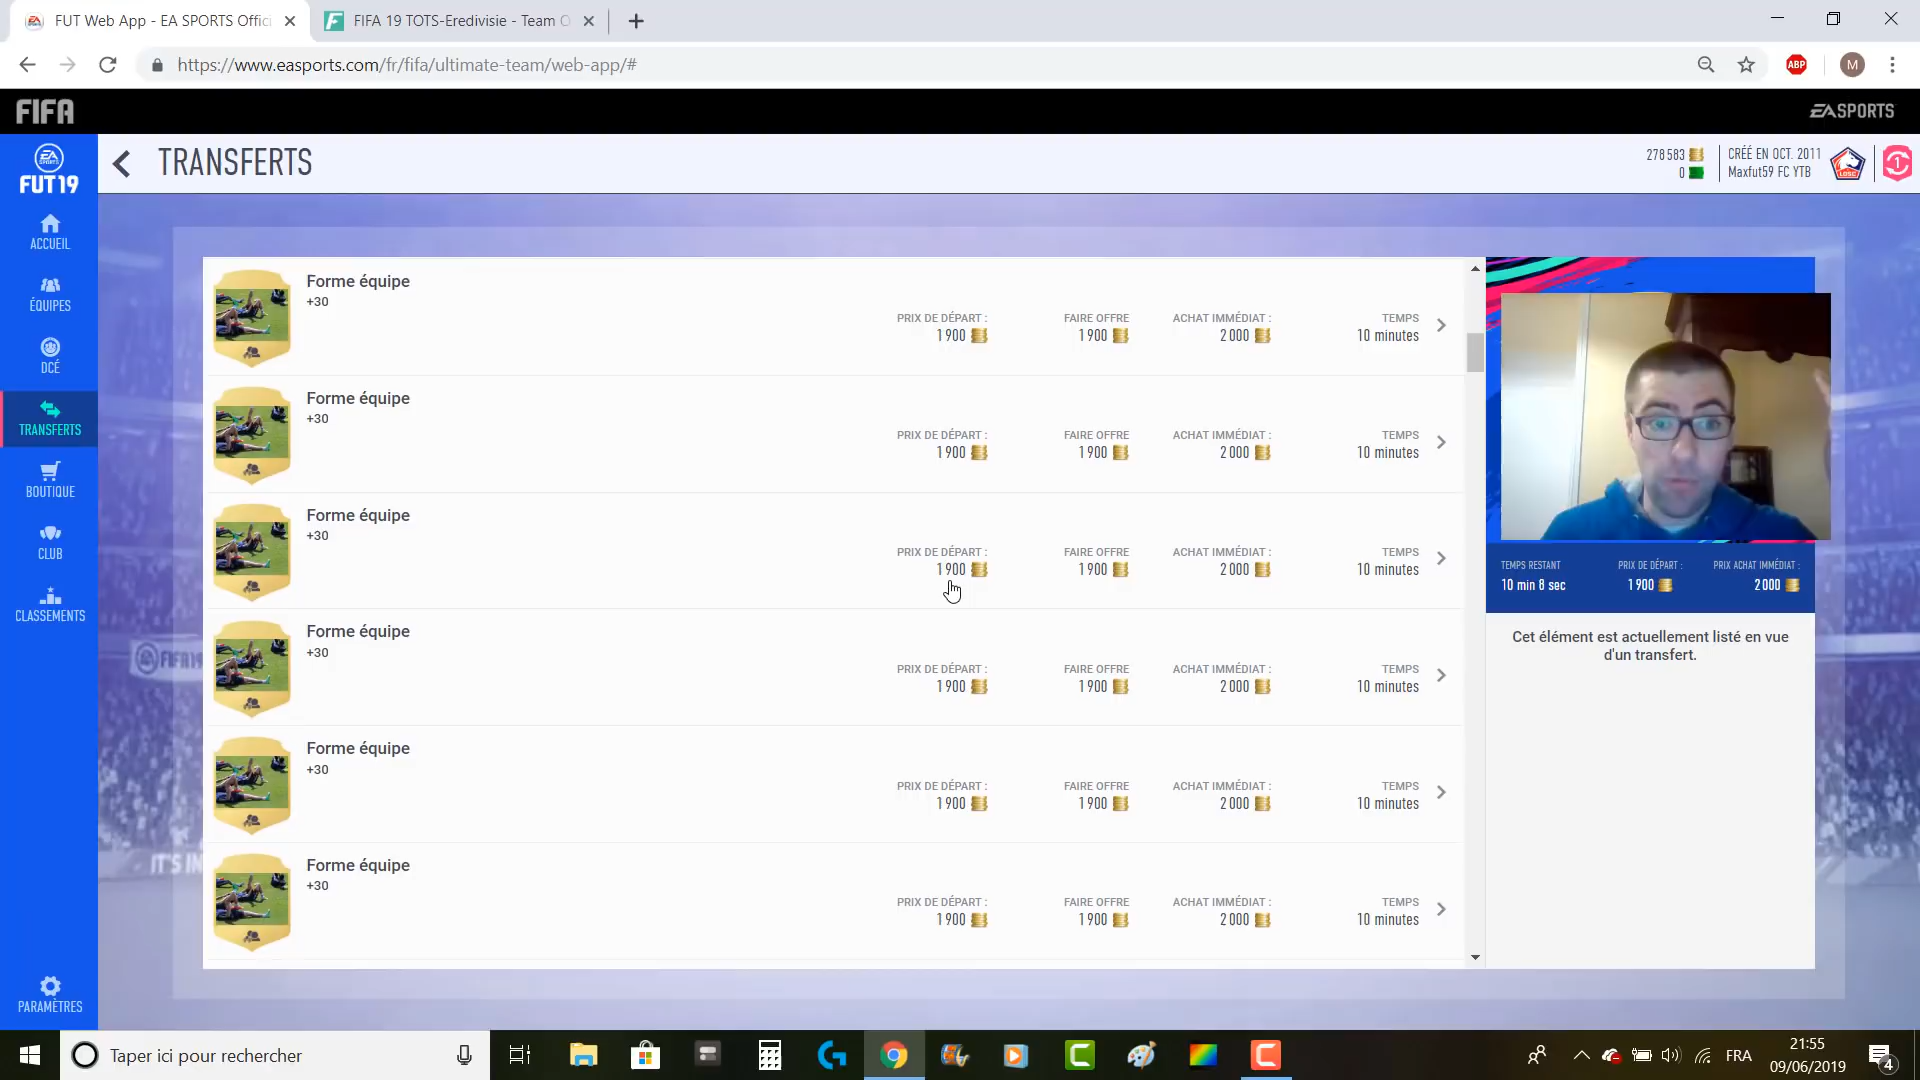 FUT Web App - EA SPORTS Offici
FIFA 19 TOTS-Eredivisie - Team O
https://www.easports.com/fr/fifa/ultimate-team/web-app/#
ABP
M
FIFA
EA SPORTS
EA SPORTS
FUT19
TRANSFERTS
278 583
0
CRÉÉ EN OCT. 2011
Maxfut59 FC YTB
LOSC
1
ACCUEIL
ÉQUIPES
DCÉ
TRANSFERTS
BOUTIQUE
CLUB
CLASSEMENTS
PARAMÈTRES
Forme équipe
+30
PRIX DE DÉPART : FAIRE OFFRE ACHAT IMMÉDIAT : TEMPS
1 900 1 900 2 000 10 minutes
Forme équipe
+30
PRIX DE DÉPART : FAIRE OFFRE ACHAT IMMÉDIAT : TEMPS
1 900 1 900 2 000 10 minutes
Forme équipe
+30
PRIX DE DÉPART : FAIRE OFFRE ACHAT IMMÉDIAT : TEMPS
1 900 1 900 2 000 10 minutes
Forme équipe
+30
PRIX DE DÉPART : FAIRE OFFRE ACHAT IMMÉDIAT : TEMPS
1 900 1 900 2 000 10 minutes
Forme équipe
+30
PRIX DE DÉPART : FAIRE OFFRE ACHAT IMMÉDIAT : TEMPS
1 900 1 900 2 000 10 minutes
Forme équipe
+30
PRIX DE DÉPART : FAIRE OFFRE ACHAT IMMÉDIAT : TEMPS
1 900 1 900 2 000 10 minutes
TEMPS RESTANT PRIX DE DÉPART : PRIX ACHAT IMMÉDIAT :
10 min 8 sec 1 900 2 000
Cet élément est actuellement listé en vue
d'un transfert.
FIFA19
IT'S IN
Taper ici pour rechercher
FRA
21:55
09/06/2019
4